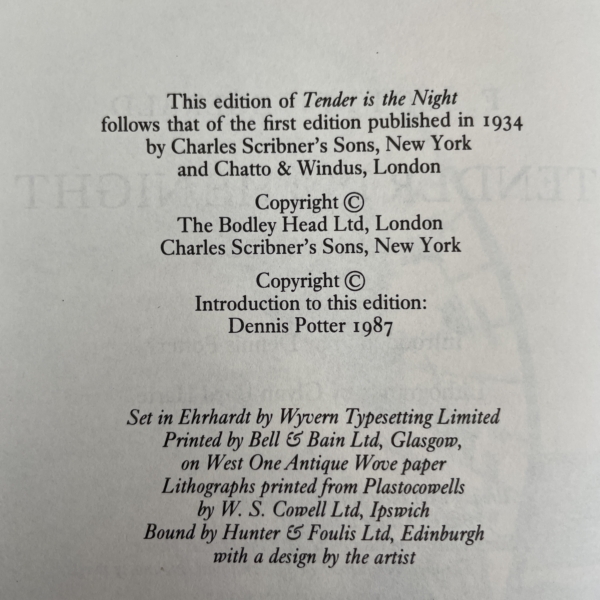 This edition of Tender is the Night
follows that of the first edition published in 1934
by Charles Scribner's Sons, New York
and Chatto & Windus, London
Copyright ©
The Bodley Head Ltd, London
Charles Scribner's Sons, New York
Copyright ©
Introduction to this edition:
Dennis Potter 1987
Set in Ehrhardt by Wyvern Typesetting Limited
Printed by Bell & Bain Ltd, Glasgow,
on West One Antique Wove paper
Lithographs printed from Plastocowells
by W. S. Cowell Ltd, Ipswich
Bound by Hunter & Foulis Ltd, Edinburgh
with a design by the artist